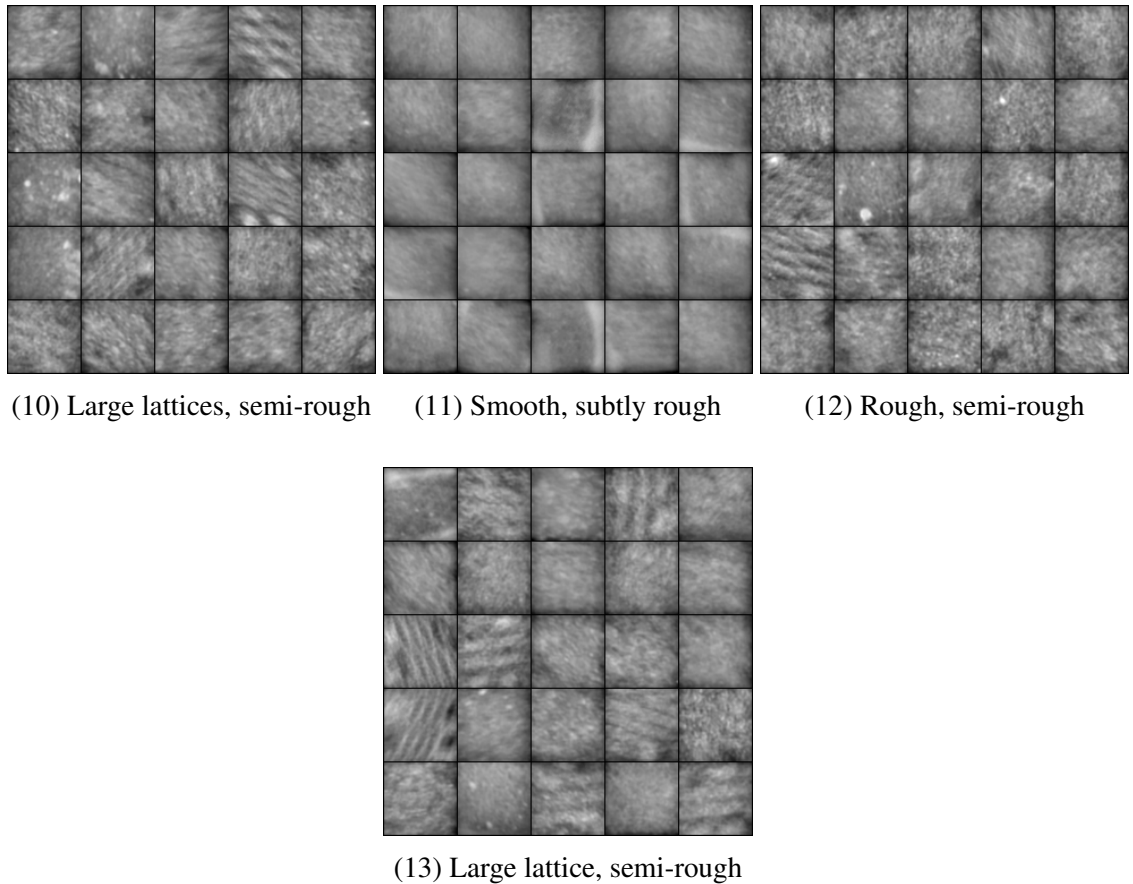 (10) Large lattices, semi-rough
(11) Smooth, subtly rough
(12) Rough, semi-rough
(13) Large lattice, semi-rough